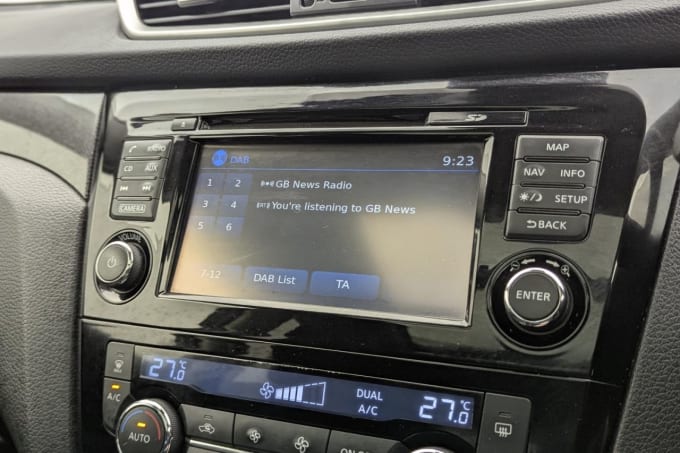 SD
RADIO
CD AUX
CAMERA
VOLUME
DAB 9:23
1 2 GB News Radio
3 4 You're listening to GB News
5 6
7-12 DAB List TA
MAP
NAV INFO
SETUP
BACK
ENTER
27.0°C DUAL A/C 27.0°C
A/C
AUTO